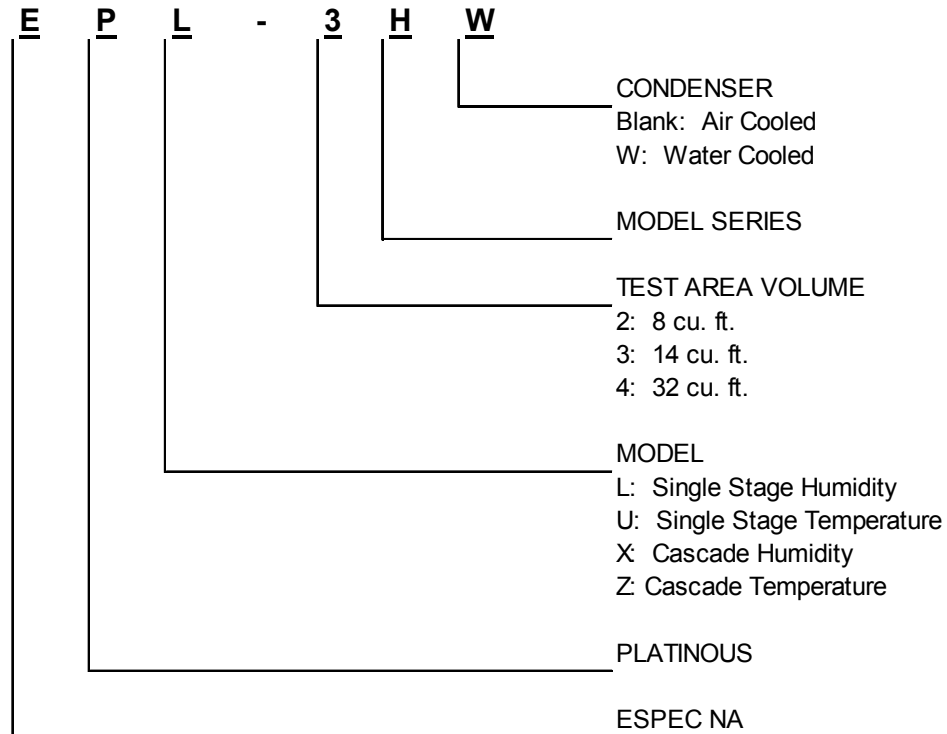 E P L - 3 H W
CONDENSER
Blank: Air Cooled
W: Water Cooled
MODEL SERIES
TEST AREA VOLUME
2: 8 cu. ft.
3: 14 cu. ft.
4: 32 cu. ft.
MODEL
L: Single Stage Humidity
U: Single Stage Temperature
X: Cascade Humidity
Z: Cascade Temperature
PLATINOUS
ESPEC NA